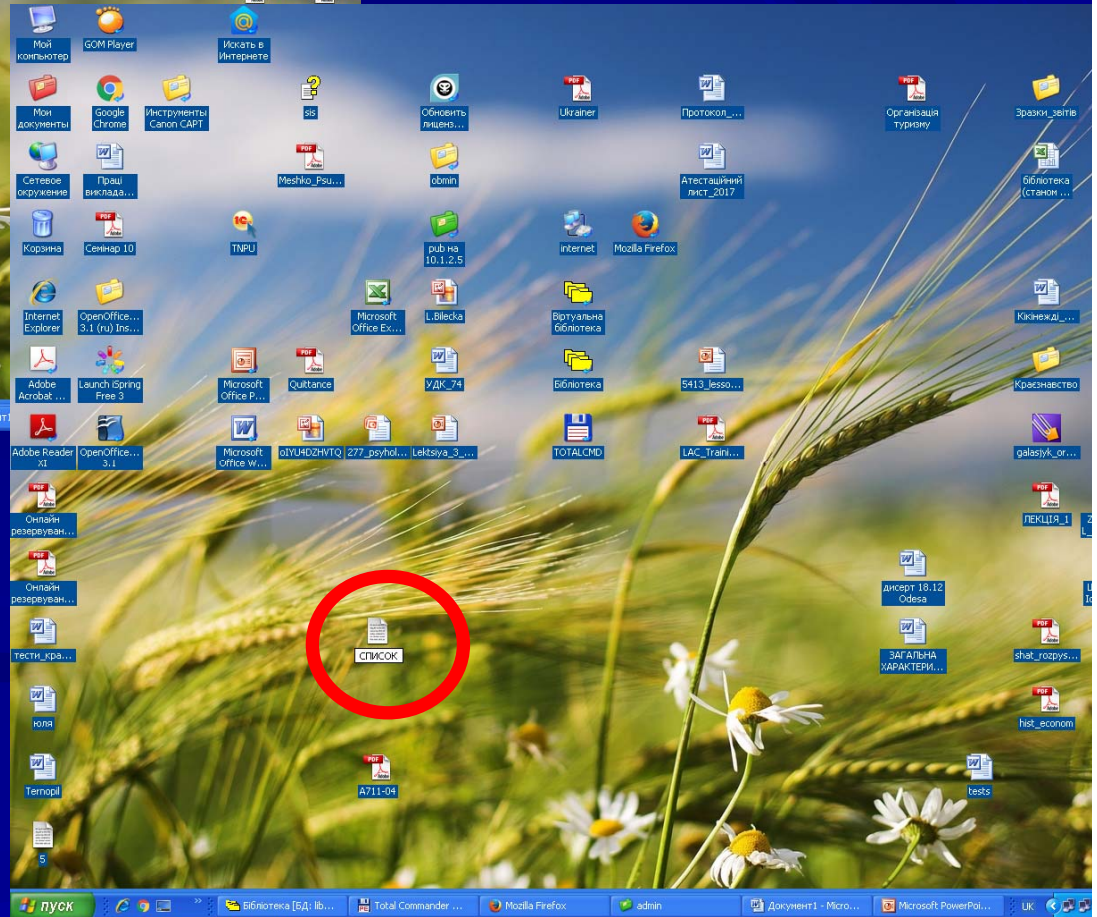 Мой
компьютер
GOM Player
Искать в
Интернете
Мои
документы
Google
Chrome
Инструменты
Canon CAPT
sis
Обновить
лиценз...
Ukrainer
Протокол_...
Організація
туризму
Зразки_звітів
Сетевое
окружение
Праці
виклада...
Meshko_Psu...
obmin
Атестаційний
лист_2017
бібліотека
(станом ...
Корзина
Семінар 10
TNPU
pub на
10.1.2.5
internet
Mozilla Firefox
Internet
Explorer
OpenOffice...
3.1 (ru) Ins...
Microsoft
Office Ex...
L.Bilecka
Віртуальна
бібліотека
Кікінежді_...
Adobe
Acrobat ...
Launch iSpring
Free 3
Microsoft
Office P...
Quittance
УДК_74
Бібліотека
5413_lesso...
Краєзнавство
Adobe Reader
XI
OpenOffice...
3.1
Microsoft
Office W...
oIYU4DZHVTQ
277_psyhol...
Lektsiya_3_...
TOTALCMD
LAC_Traini...
galasjyk_or...
Онлайн
резервуван...
ЛЕКЦІЯ_1
Онлайн
резервуван...
дисерт 18.12
Odesa
тести_кра...
СПИСОК
ЗАГАЛЬНА
ХАРАКТЕРИ...
shat_rozpys...
юля
hist_econom
Ternopil
A711-04
tests
5
пуск
Бібліотека [БД: lib...
Total Commander ...
Mozilla Firefox
admin
Документ1 - Micro...
Microsoft PowerPoi...
UK